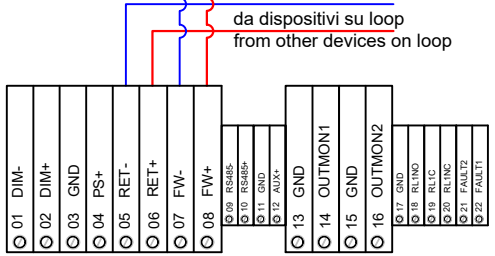 da dispositivi su loop
from other devices on loop
01 DIM-
02 DIM+
03 GND
04 PS+
05 RET-
06 RET+
07 FW-
08 FW+
09 RS485-
10 RS485+
11 GND
12 AUX+
13 GND
14 OUTMON1
15 GND
16 OUTMON2
17 GND
18 RL1NO
19 RL1C
20 RL1NC
21 FAULT2
22 FAULT1